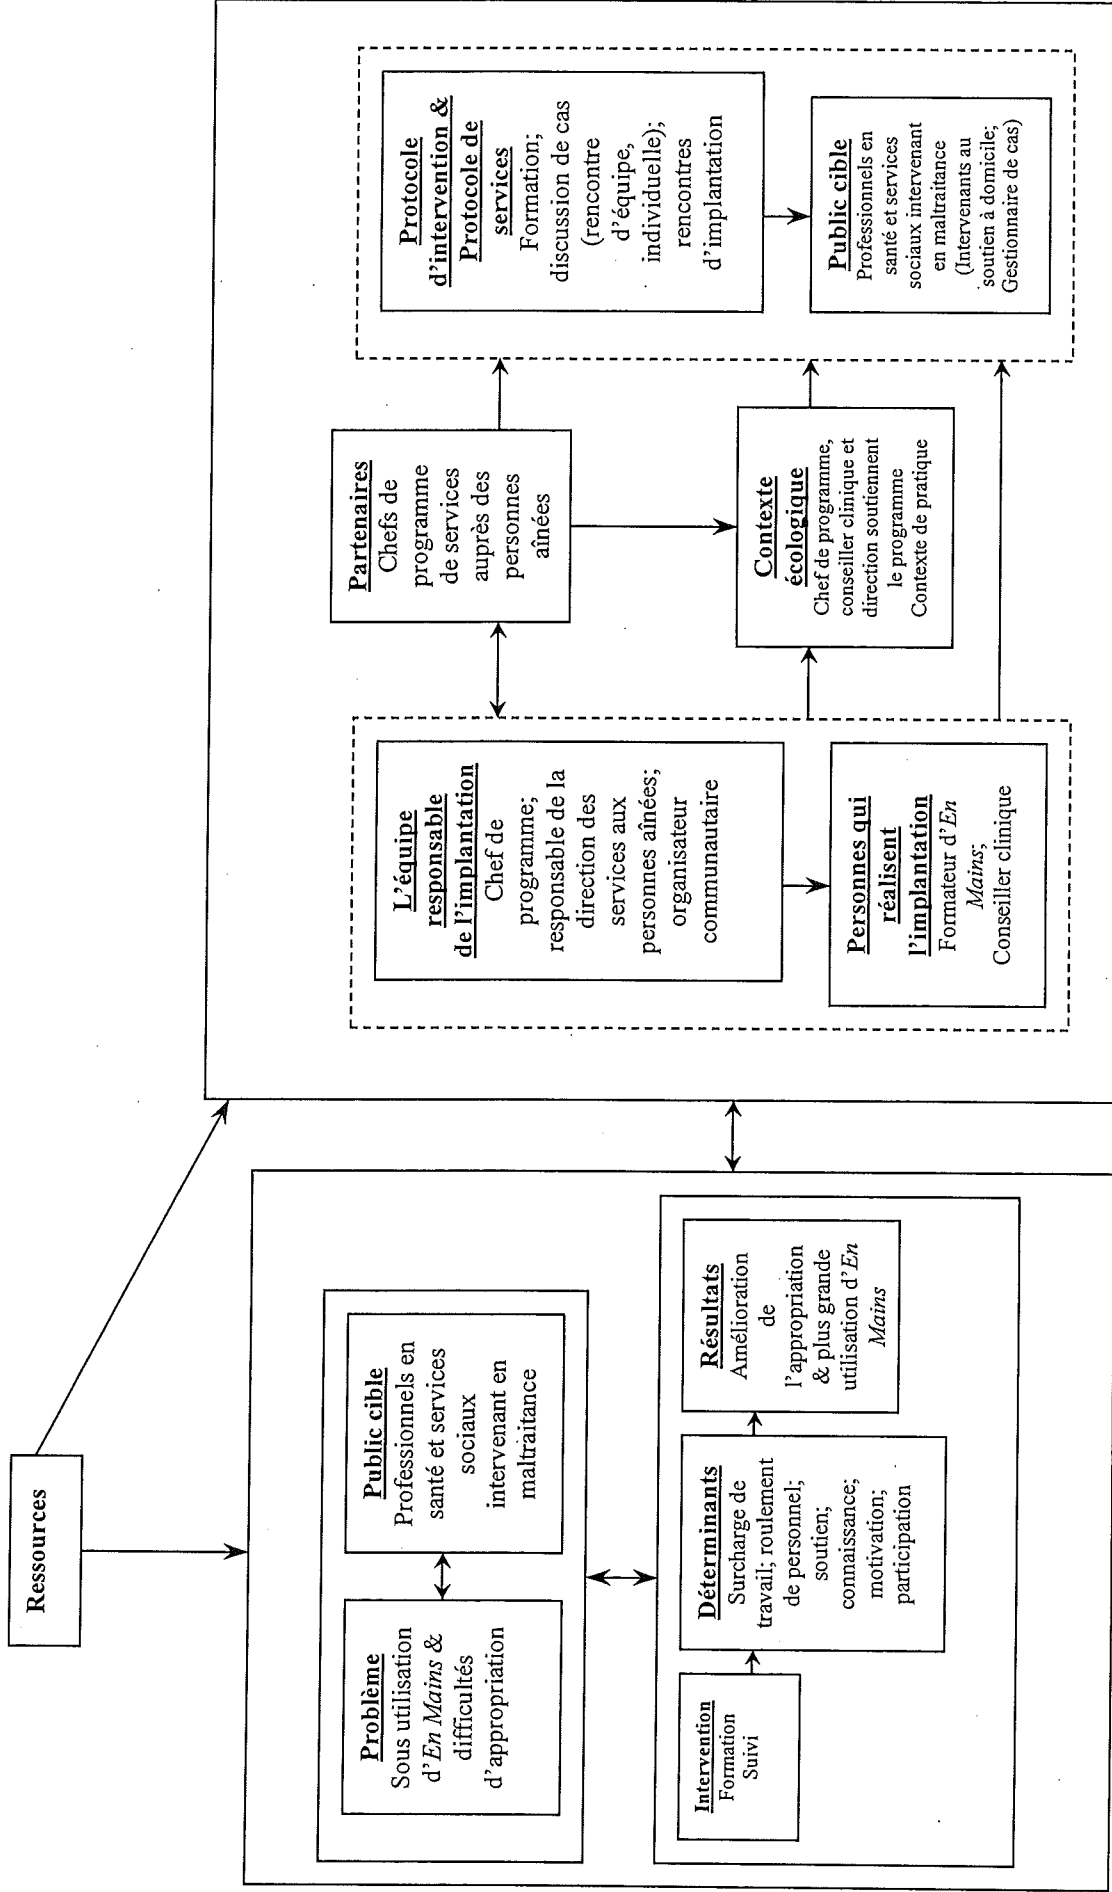 Ressources
Problème
Sous utilisation
d'En Mains &
difficultés
d'appropriation
Public cible
Professionnels en
santé et services
sociaux
intervenant en
maltraitance
Intervention
Formation
Suivi
Déterminants
Surcharge de
travail; roulement
de personnel;
soutien;
connaissance;
motivation;
participation
Résultats
Amélioration
de
l'appropriation
& plus grande
utilisation d'En
Mains
L'équipe
responsable
de l'implantation
Chef de
programme;
responsable de la
direction des
services aux
personnes aînées;
organisateur
communautaire
Personnes qui
réalisent
l'implantation
Formateur d'En
Mains;
Conseiller clinique
Partenaires
Chefs de
programme
de services
auprès des
personnes
aînées
Contexte
écologique
Chef de programme,
conseiller clinique et
direction soutiennent
le programme
Contexte de pratique
Protocole
d'intervention &
Protocole de
services
Formation;
discussion de cas
(rencontre
d'équipe,
individuelle);
rencontres
d'implantation
Public cible
Professionnels en
santé et services
sociaux intervenant
en maltraitance
(Intervenants au
soutien à domicile;
Gestionnaire de cas)